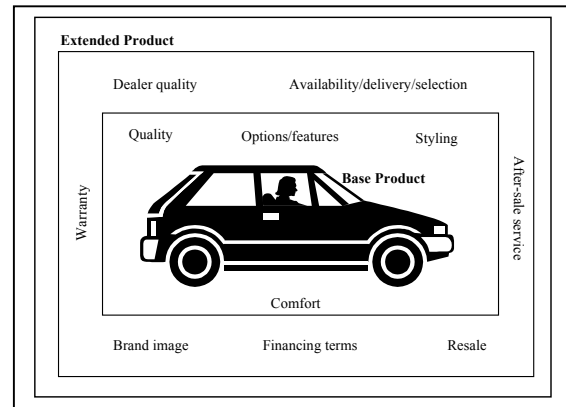 Extended Product
Dealer quality
Availability/delivery/selection
Quality
Options/features
Styling
Base Product
Warranty
After-sale service
Comfort
Brand image
Financing terms
Resale